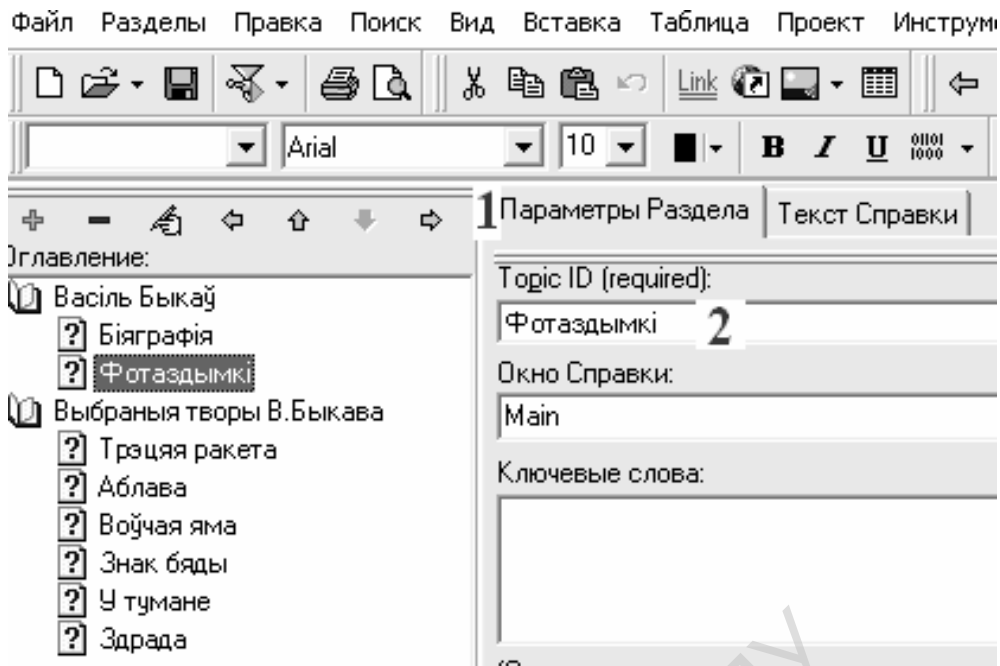 Файл Разделы Правка Поиск Вид Вставка Таблица Проект
Link
Arial 10 B I U 01101 1000
1 Параметры Раздела Текст Справки
Оглавление:
Васіль Быкаў
Біяграфія
Фотаздымкі
Выбраныя творы В.Быкава
Трэцяя ракета
Аблава
Воўчая яма
Знак бяды
У тумане
Здрада
Topic ID (required):
Фотаздымкі 2
Окно Справки:
Main
Ключевые слова: